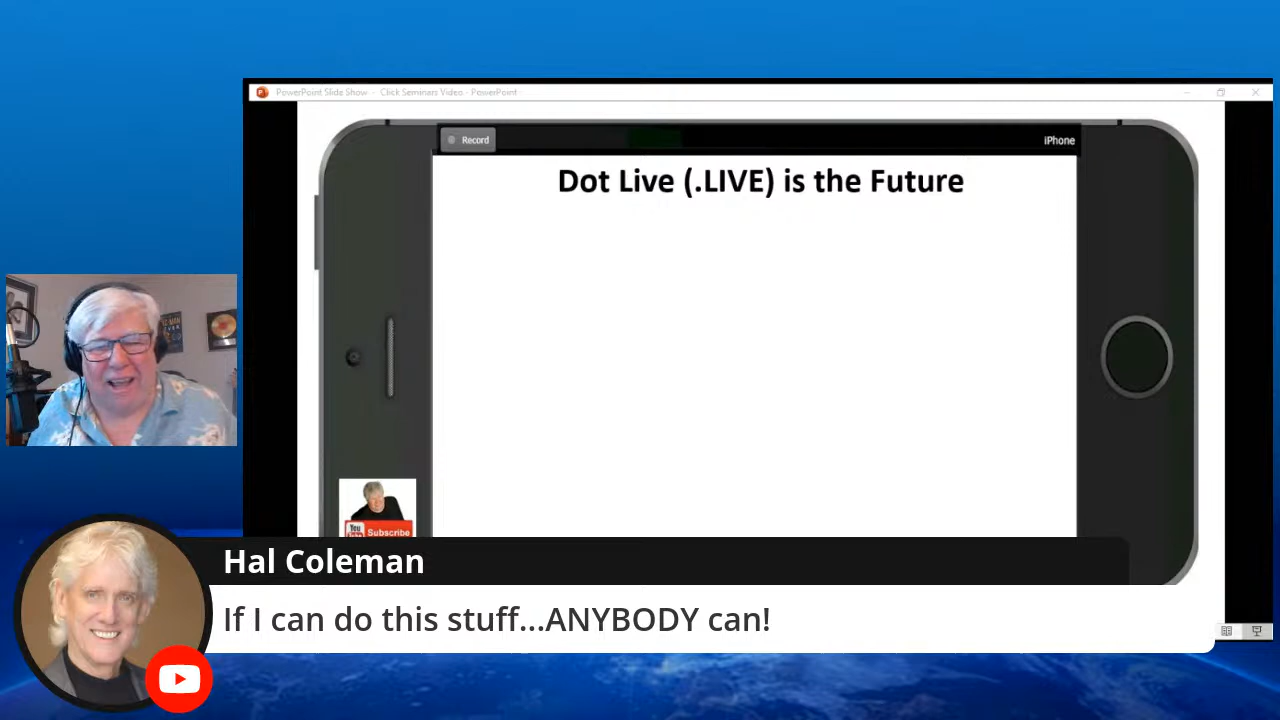 PowerPoint Slide Show - Click Seminars Video - PowerPoint
Record
iPhone
Dot Live (.LIVE) is the Future
You
Subscribe
Hal Coleman
If I can do this stuff...ANYBODY can!